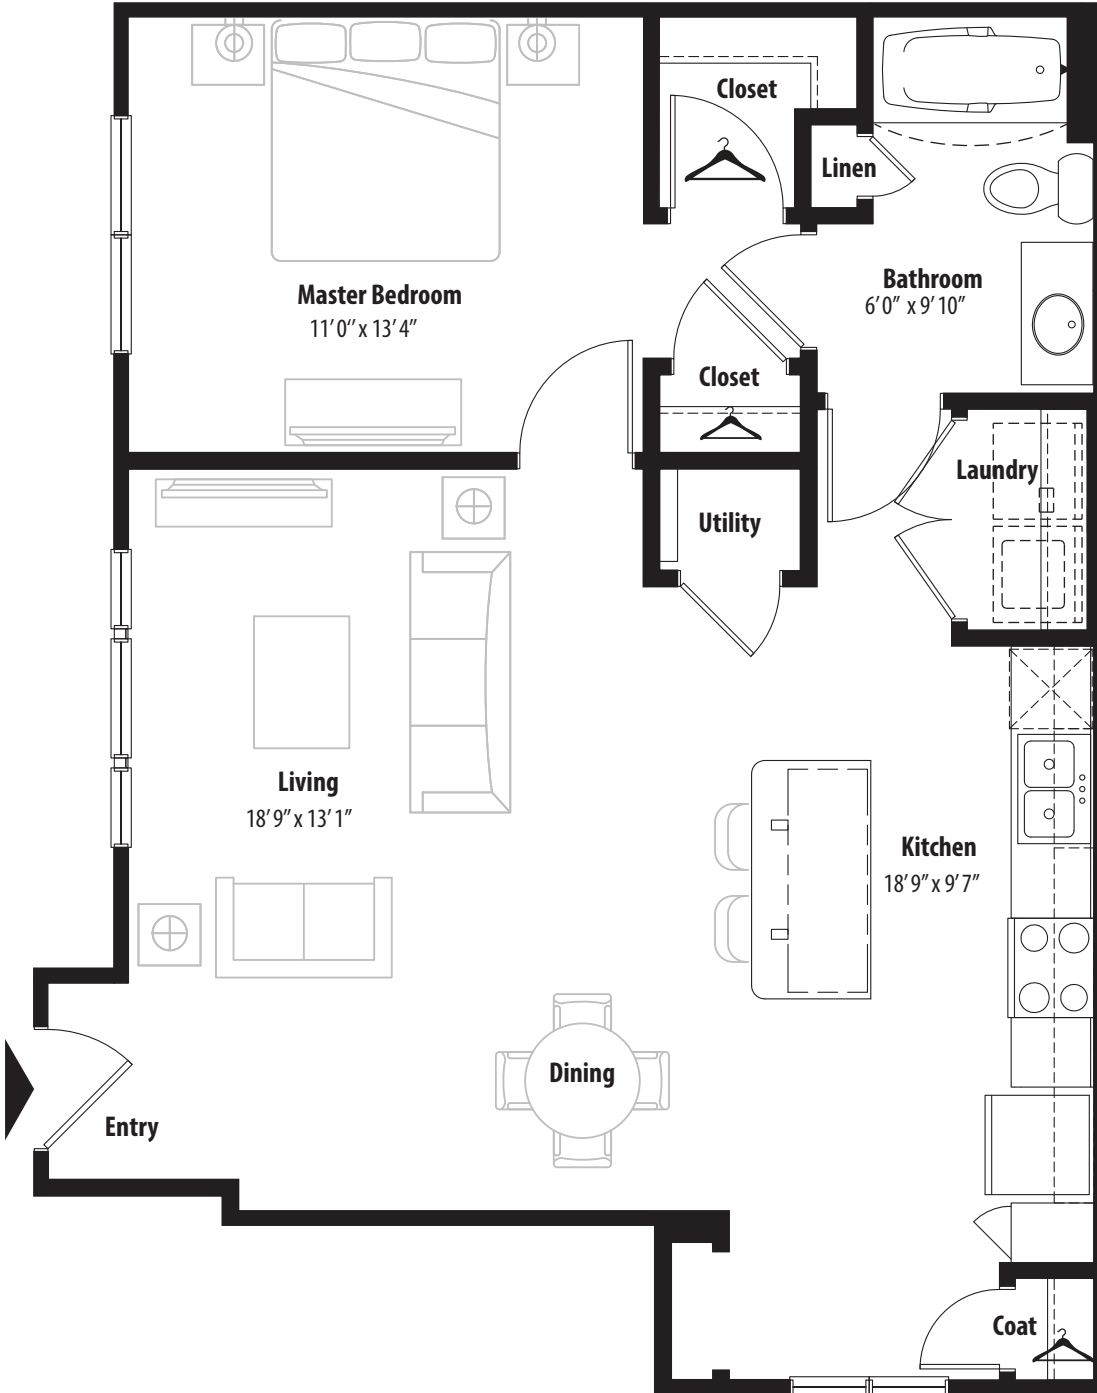 Closet
Linen
Master Bedroom
11'0" x 13'4"
Bathroom
6'0" x 9'10"
Closet
Laundry
Utility
Living
18'9" x 13'1"
Kitchen
18'9" x 9'7"
Dining
Entry
Coat